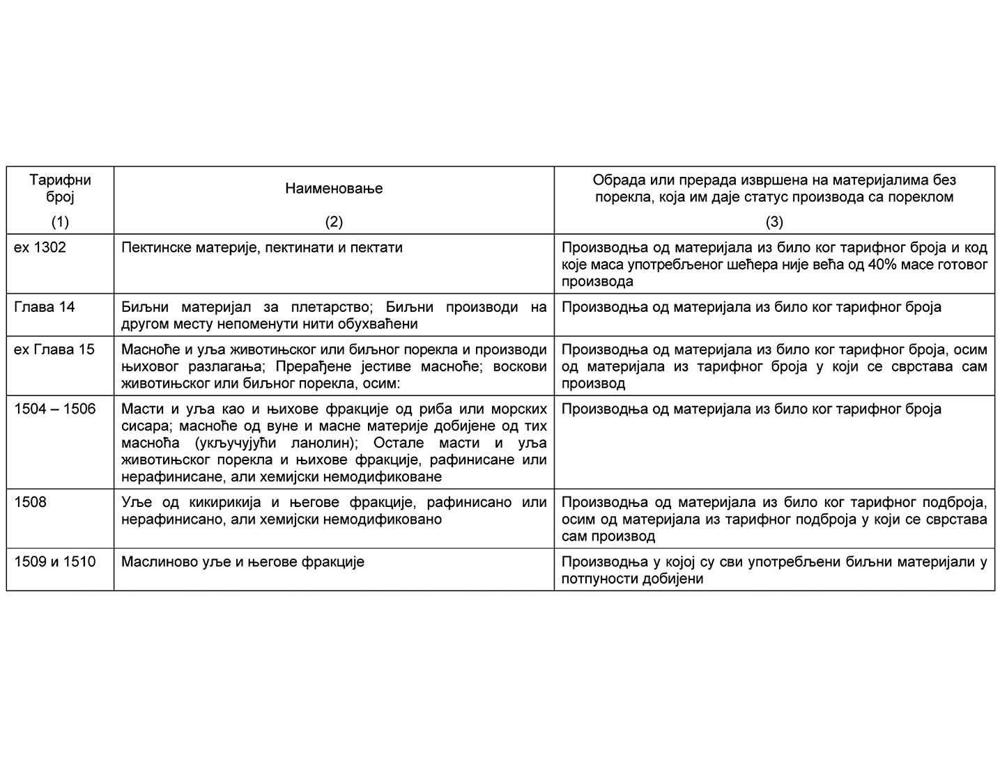 Тарифни
број
(1)
Наименовање
(2)
Обрада или прерада извршена на материјалима без
порекла, која им даје статус производа са пореклом
(3)
ex 1302
Пектинске материје, пектинати и пектати
Производња од материјала из било ког тарифног броја и код
које маса употребљеног шећера није већа од 40% масе готовог
производа
Глава 14
Биљни материјал за плетарство; Биљни производи на
другом месту непоменути нити обухваћени
Производња од материјала из било ког тарифног броја
ex Глава 15
Масноће и уља животињског или биљног порекла и производи
њиховог разлагања; Прерађене јестиве масноће; воскови
животињског или биљног порекла, осим:
Производња од материјала из било ког тарифног броја, осим
од материјала из тарифног броја у који се сврстава сам
производ
1504 – 1506
Масти и уља као и њихове фракције од риба или морских
сисара; масноће од вуне и масне материје добијене од тих
масноћа (укључујући ланолин); Остале масти и уља
животињског порекла и њихове фракције, рафинисане или
нерафинисане, али хемијски немодификоване
Производња од материјала из било ког тарифног броја
1508
Уље од кикирикија и његове фракције, рафинисано или
нерафинисано, али хемијски немодификовано
Производња од материјала из било ког тарифног подброја,
осим од материјала из тарифног подброја у који се сврстава
сам производ
1509 и 1510
Маслиново уље и његове фракције
Производња у којој су сви употребљени биљни материјали у
потпуности добијени